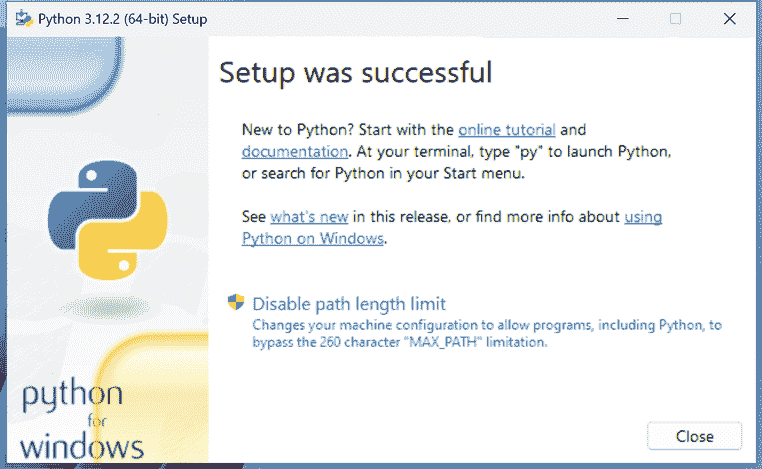 Python 3.12.2 (64-bit) Setup
Setup was successful
New to Python? Start with the online tutorial and
documentation. At your terminal, type "py" to launch Python,
or search for Python in your Start menu.
See what's new in this release, or find more info about using
Python on Windows.
Disable path length limit
Changes your machine configuration to allow programs, including Python, to
bypass the 260 character "MAX_PATH" limitation.
python
for
windows
Close